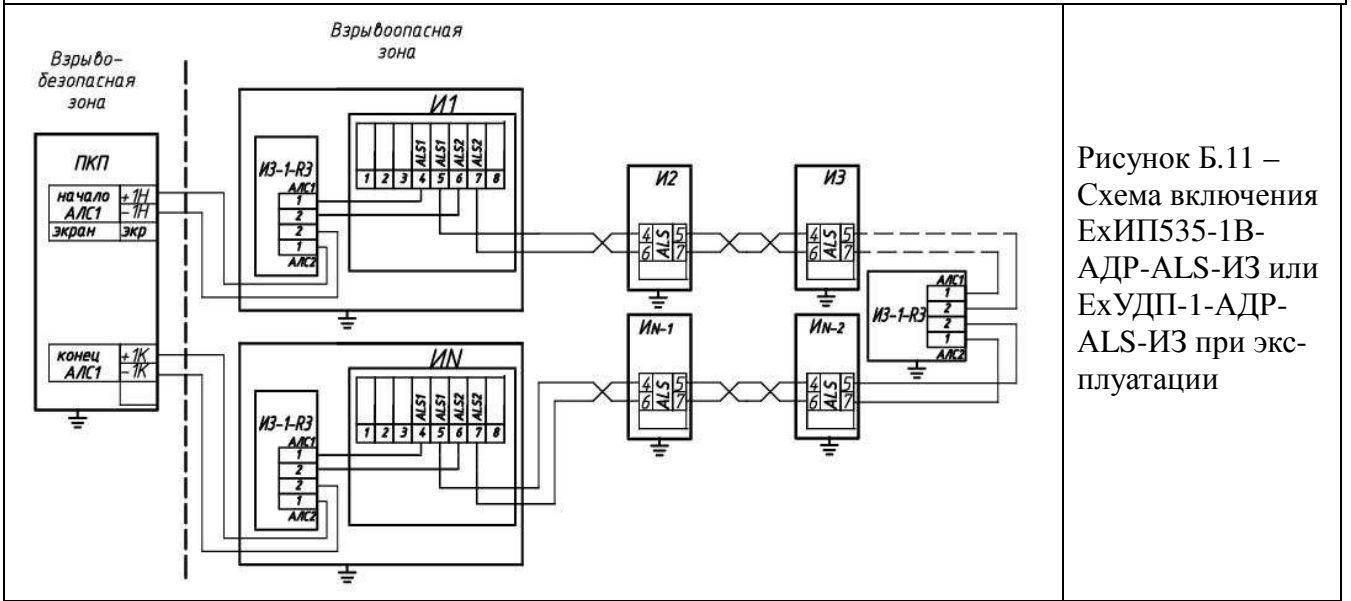 Взрыво-
безопасная
зона
Взрывоопасная
зона
ПКП
начало +1Н
АЛС1 -1Н
экран экр
конец +1К
АЛС1 -1К
И1
ИЗ-1-R3
АЛС1
1
2
2
1
АЛС2
ALS1 ALS1 ALS2 ALS2
1 2 3 4 5 6 7 8
И2
4 ALS 5
6 7
И3
4 ALS 5
6 7
ИЗ-1-R3
АЛС1
1
2
2
1
АЛС2
ИN
ИЗ-1-R3
АЛС1
1
2
2
1
АЛС2
ALS1 ALS1 ALS2 ALS2
1 2 3 4 5 6 7 8
ИN-1
4 ALS 5
6 7
ИN-2
4 ALS 5
6 7
Рисунок Б.11 –
Схема включения
ЕхИП535-1В-
АДР-ALS-ИЗ или
ЕхУДП-1-АДР-
ALS-ИЗ при экс-
плуатации